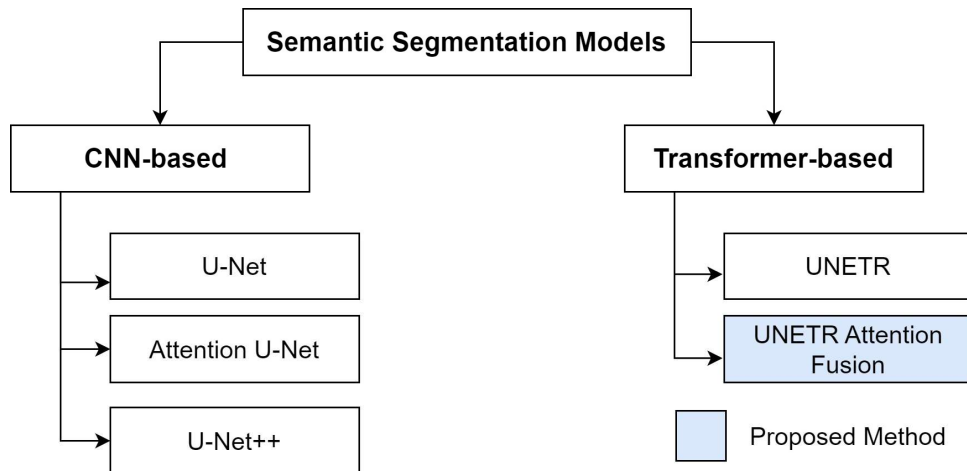 Semantic Segmentation Models
CNN-based
Transformer-based
U-Net
Attention U-Net
U-Net++
UNETR
UNETR Attention
Fusion
Proposed Method